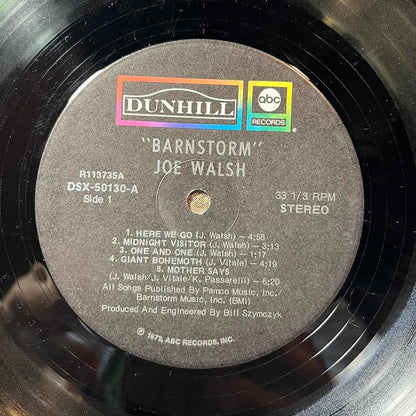 DUNHILL
abc
RECORDS
"BARNSTORM"
JOE WALSH
R113735A
DSX-50130-A
Side 1
33 1/3 RPM
STEREO
1. HERE WE GO (J. Walsh) – 4:58
2. MIDNIGHT VISITOR (J. Walsh) – 3:13
3. ONE AND ONE (J. Walsh) – 1:17
4. GIANT BOHEMOTH (J. Vitale) – 4:19
5. MOTHER SAYS
(J. Walsh/J. Vitale/K. Passarelli) – 6:20
All Songs Published By Pamco Music, Inc./
Barnstorm Music, Inc. (BMI)
Produced And Engineered By Bill Szymczyk
℗ 1972, ABC RECORDS, INC.